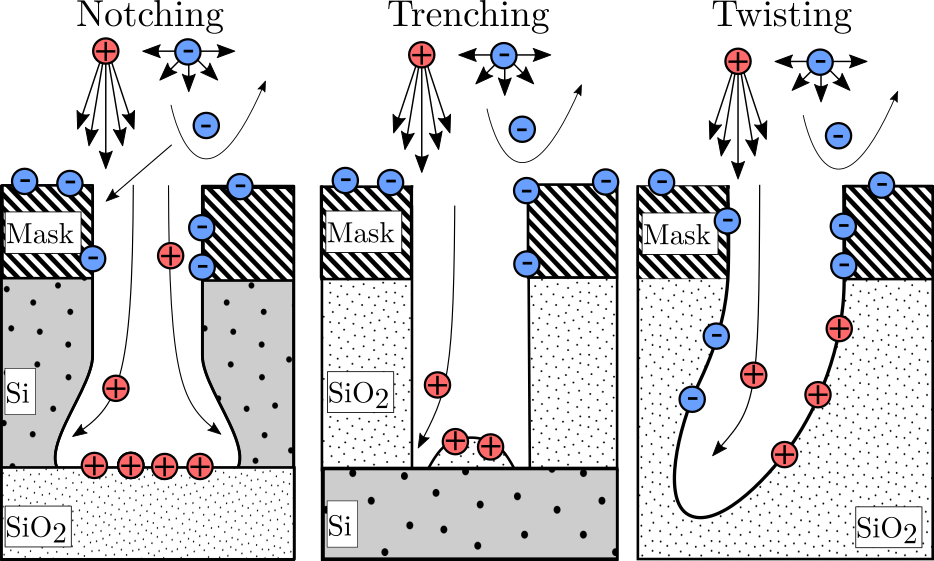 Notching
Trenching
Twisting
Mask
Mask
Mask
Si
SiO2
SiO2
Si
SiO2